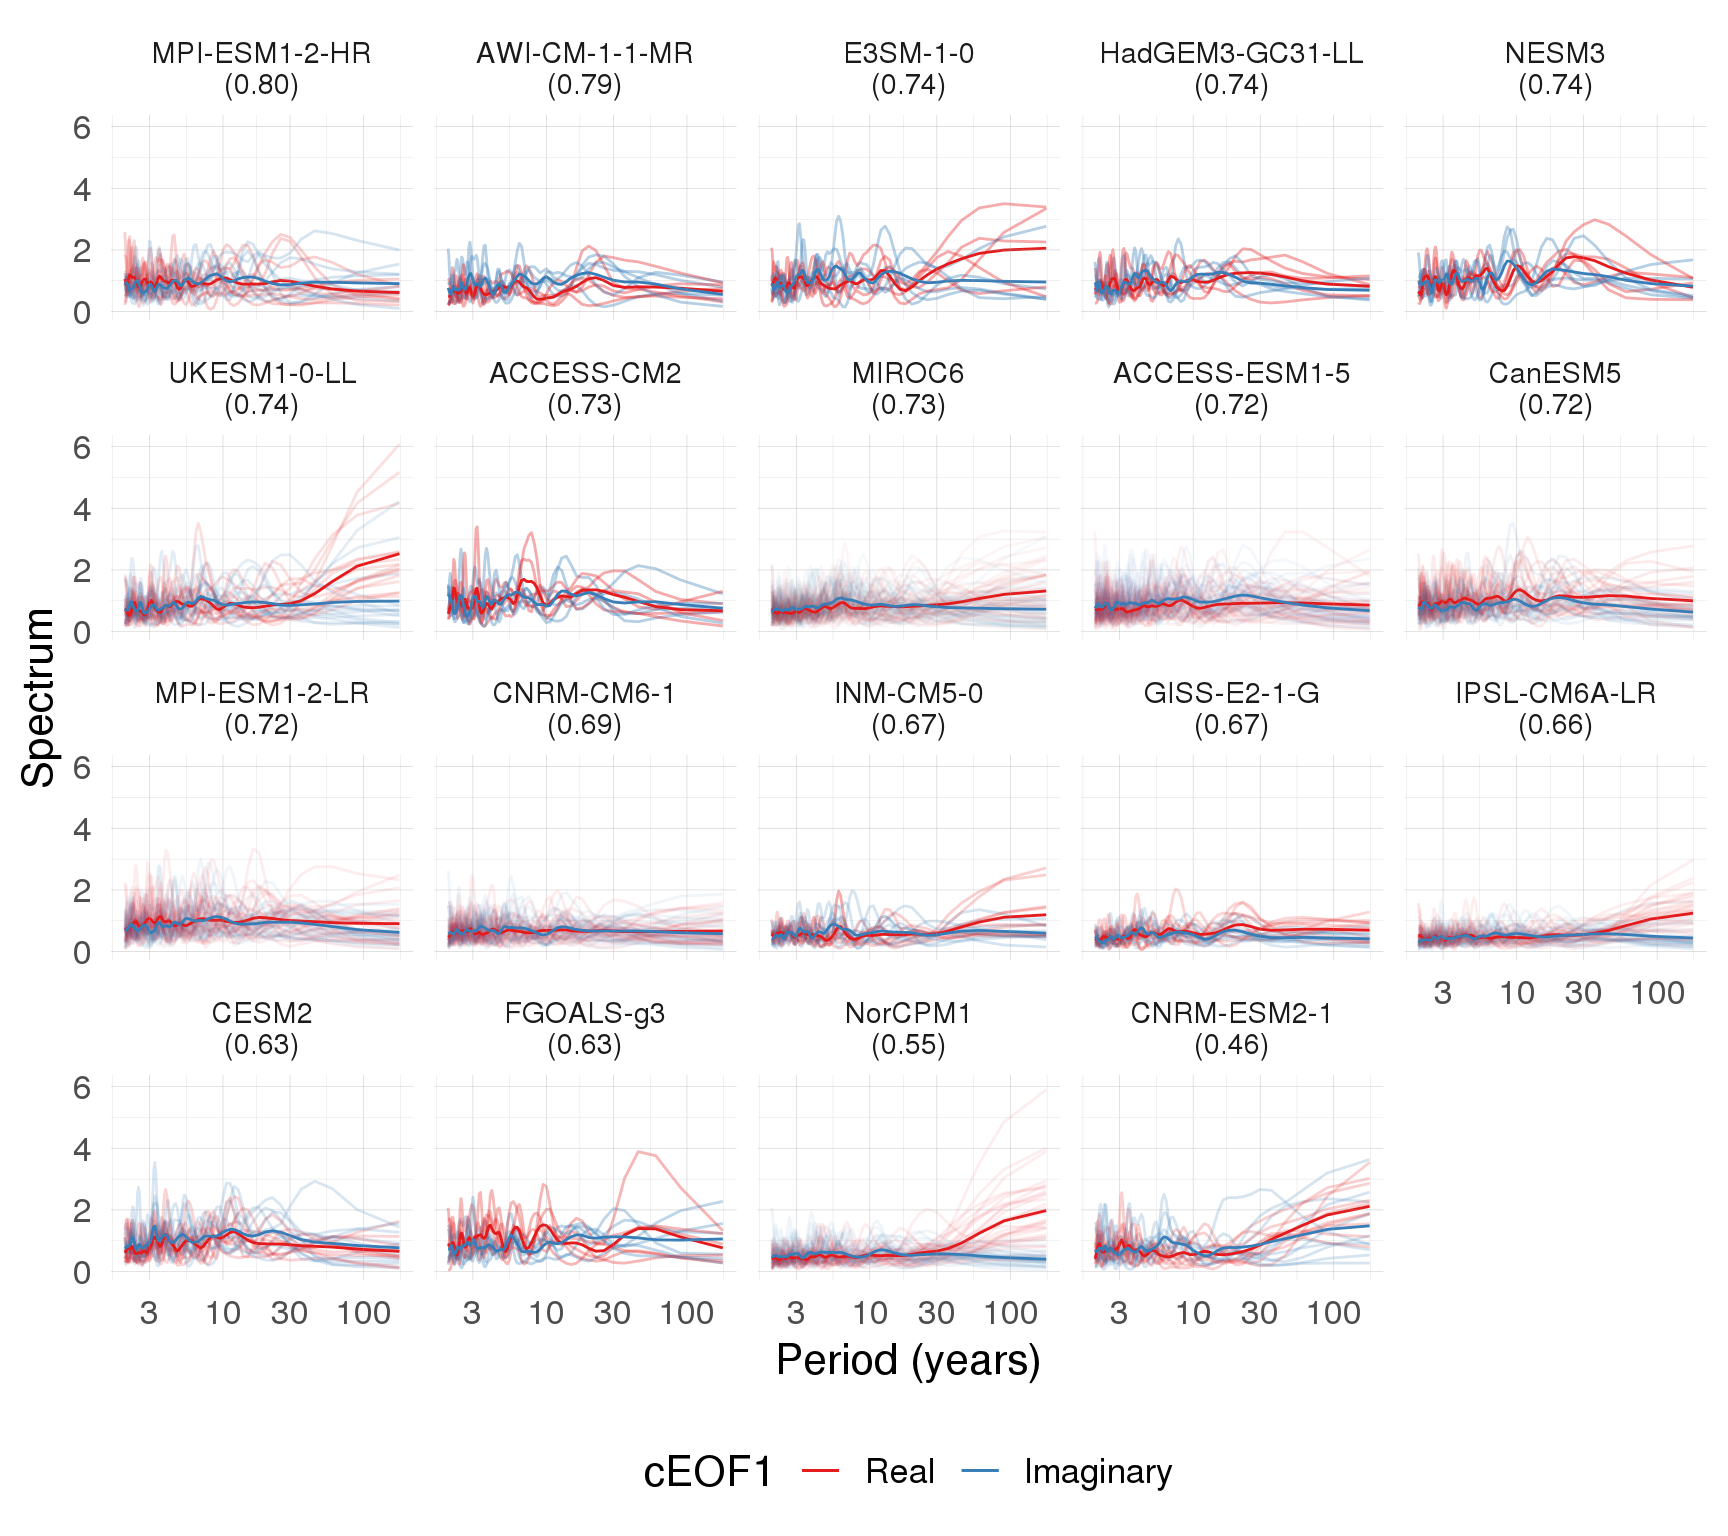 MPI-ESM1-2-HR
(0.80)
AWI-CM-1-1-MR
(0.79)
E3SM-1-0
(0.74)
HadGEM3-GC31-LL
(0.74)
NESM3
(0.74)
6
4
2
0
UKESM1-0-LL
(0.74)
ACCESS-CM2
(0.73)
MIROC6
(0.73)
ACCESS-ESM1-5
(0.72)
CanESM5
(0.72)
6
4
2
0
Spectrum
MPI-ESM1-2-LR
(0.72)
CNRM-CM6-1
(0.69)
INM-CM5-0
(0.67)
GISS-E2-1-G
(0.67)
IPSL-CM6A-LR
(0.66)
6
4
2
0
3 10 30 100
CESM2
(0.63)
FGOALS-g3
(0.63)
NorCPM1
(0.55)
CNRM-ESM2-1
(0.46)
6
4
2
0
3 10 30 100
3 10 30 100
3 10 30 100
3 10 30 100
Period (years)
cEOF1 Real Imaginary